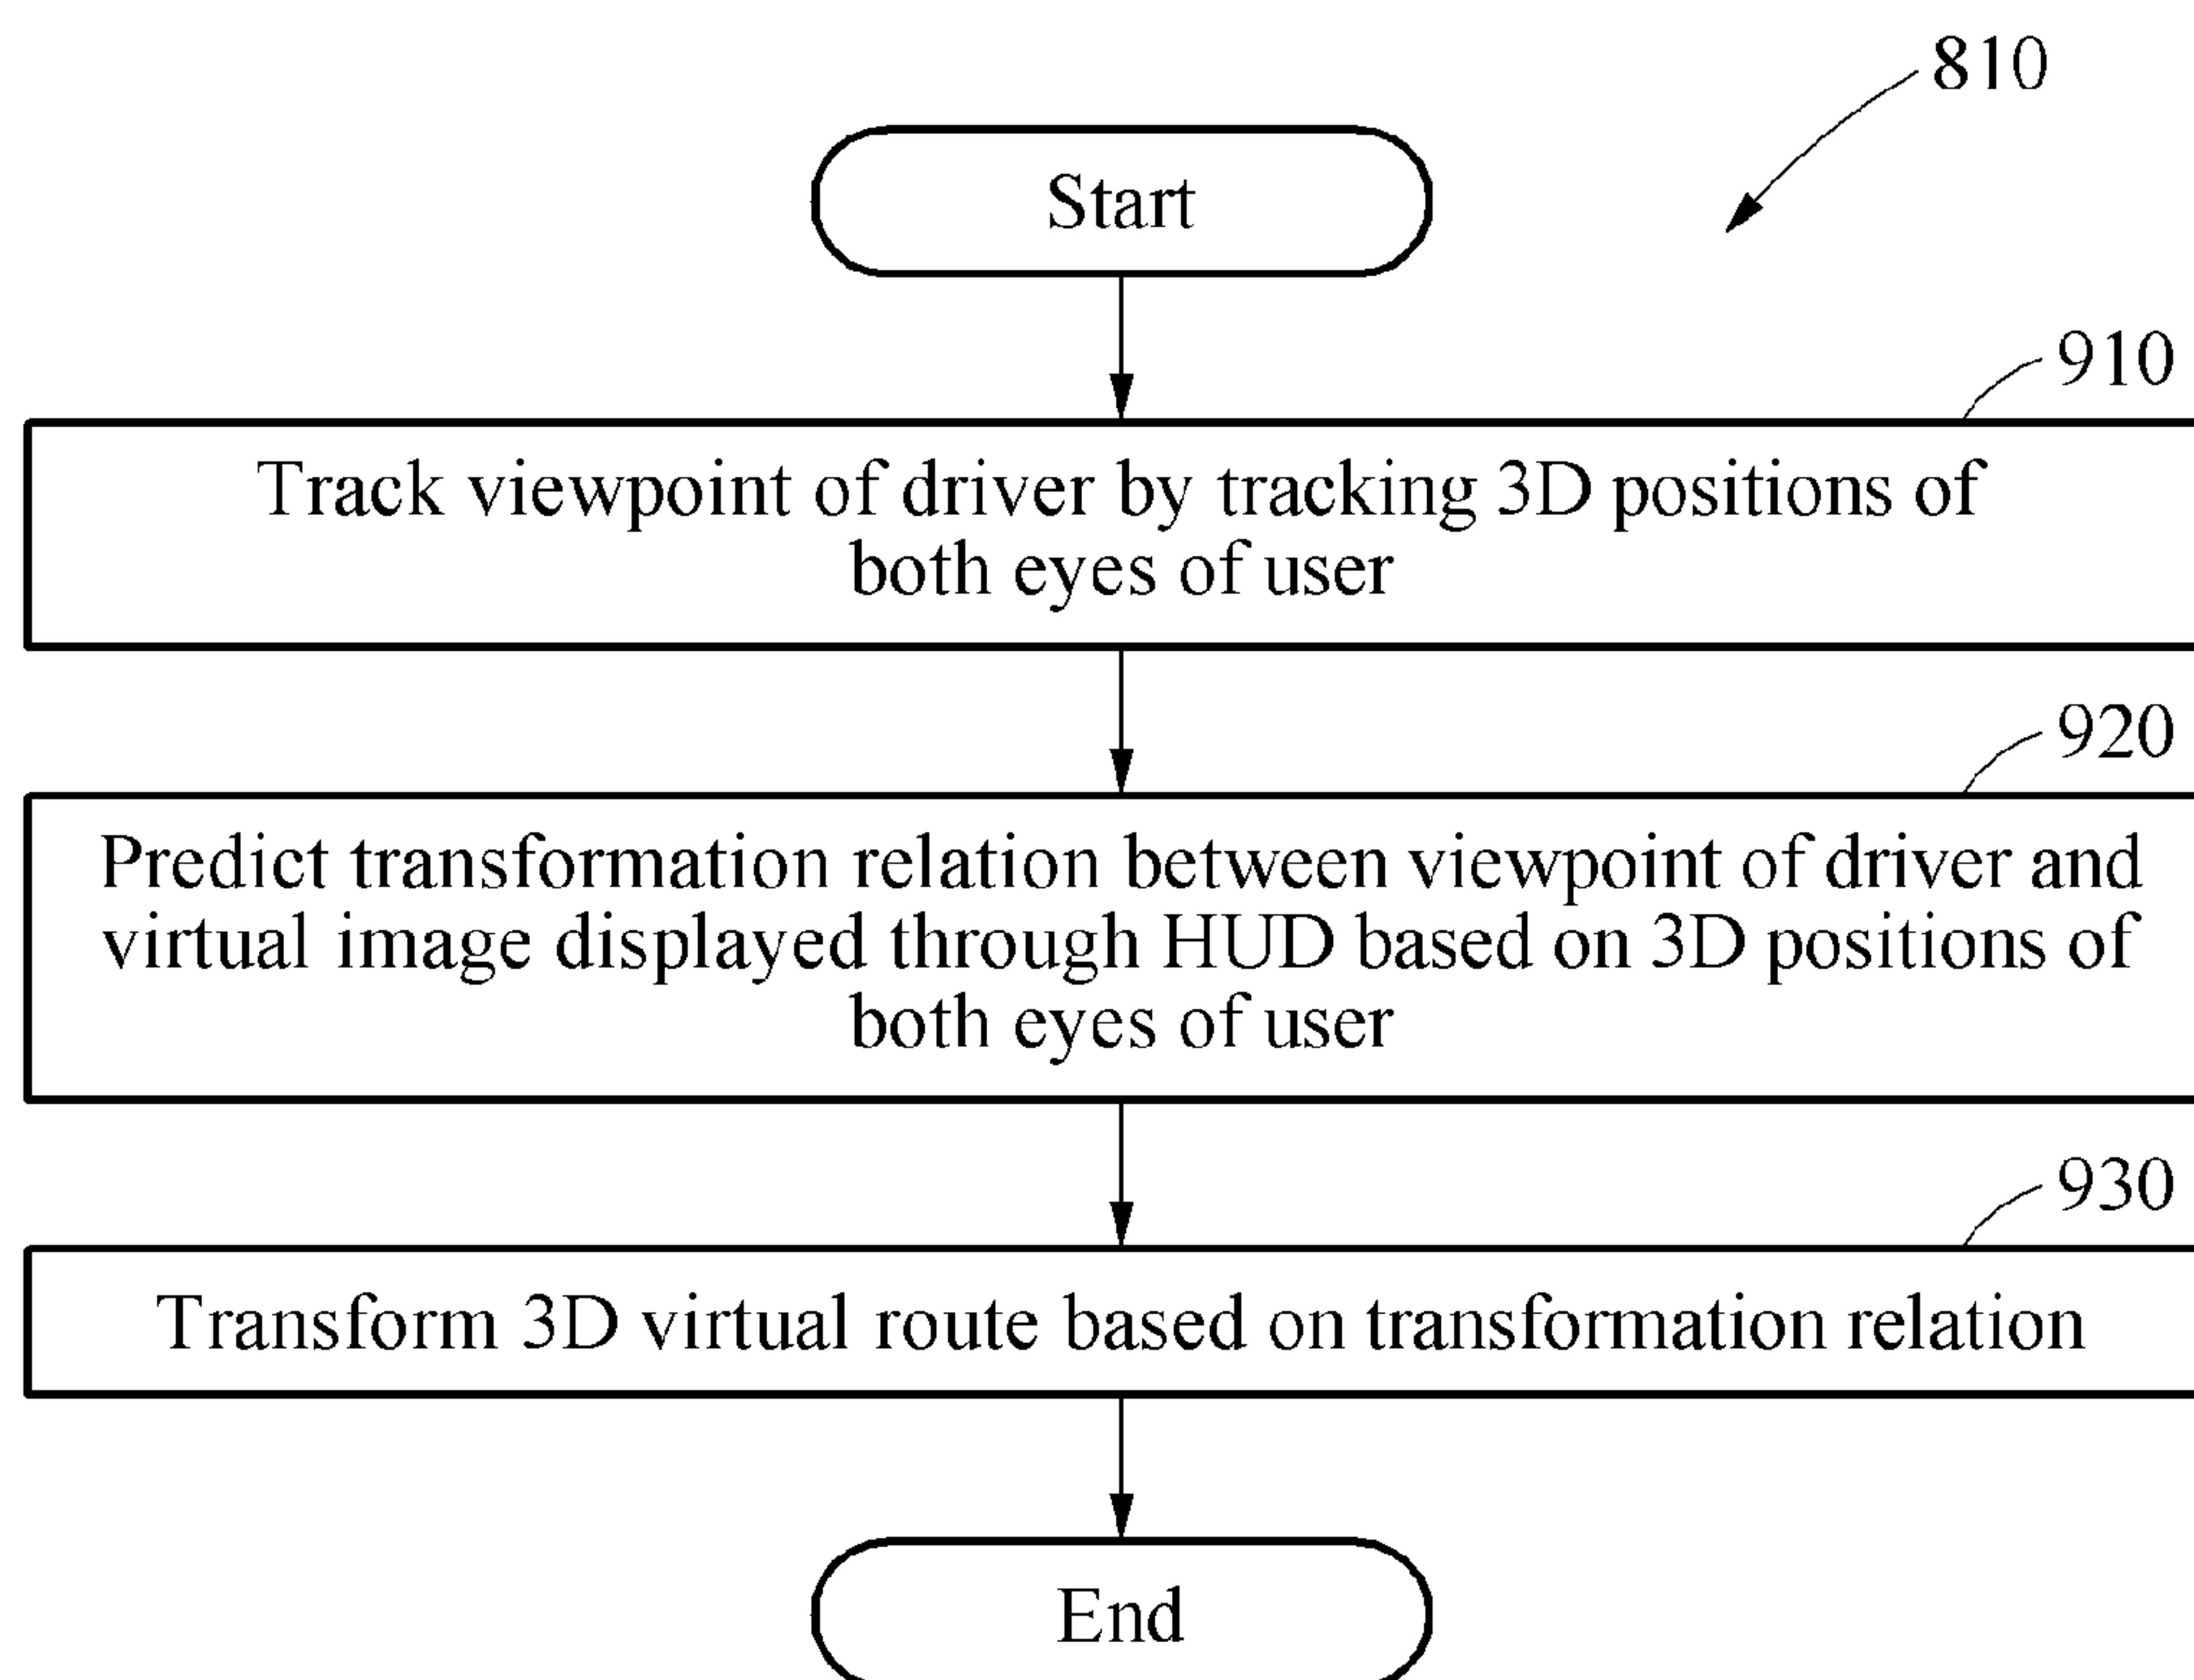 810
Start
910
Track viewpoint of driver by tracking 3D positions of
both eyes of user
920
Predict transformation relation between viewpoint of driver and
virtual image displayed through HUD based on 3D positions of
both eyes of user
930
Transform 3D virtual route based on transformation relation
End